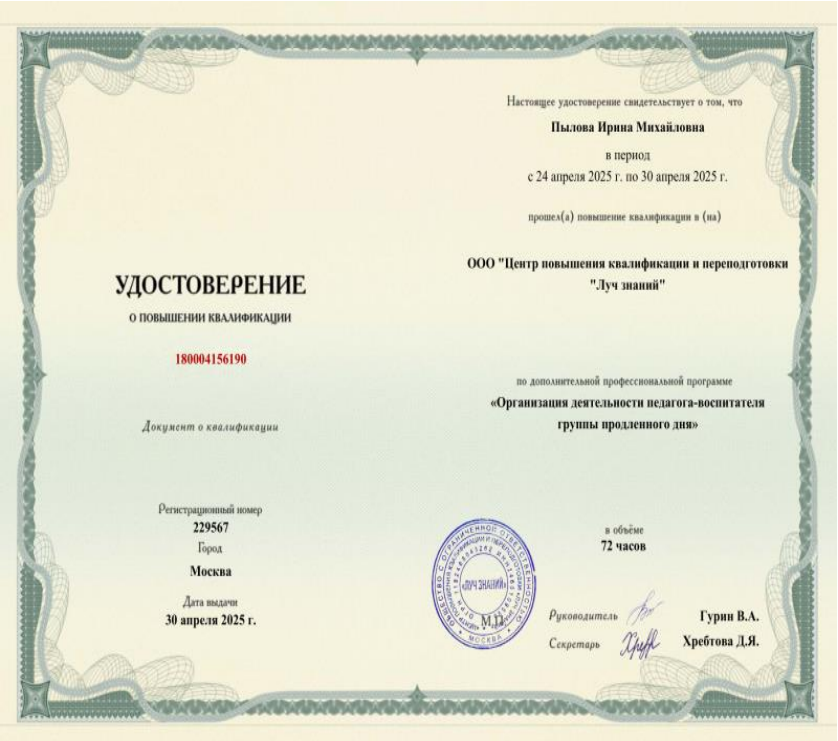 УДОСТОВЕРЕНИЕ
О ПОВЫШЕНИИ КВАЛИФИКАЦИИ
180004156190
Документ о квалификации
Регистрационный номер
229567
Город
Москва
Дата выдачи
30 апреля 2025 г.
Настоящее удостоверение свидетельствует о том, что
Пылова Ирина Михайловна
в период
с 24 апреля 2025 г. по 30 апреля 2025 г.
прошел(а) повышение квалификации в (на)
ООО "Центр повышения квалификации и переподготовки
"Луч знаний"
по дополнительной профессиональной программе
«Организация деятельности педагога-воспитателя
группы продленного дня»
в объёме
72 часов
ОБЩЕСТВО С ОГРАНИЧЕННОЙ ОТВЕТСТВЕННОСТЬЮ
«ЛУЧ ЗНАНИЙ»
МОСКВА
М.П.
Руководитель Гурин В.А.
Секретарь Хребтова Д.Я.